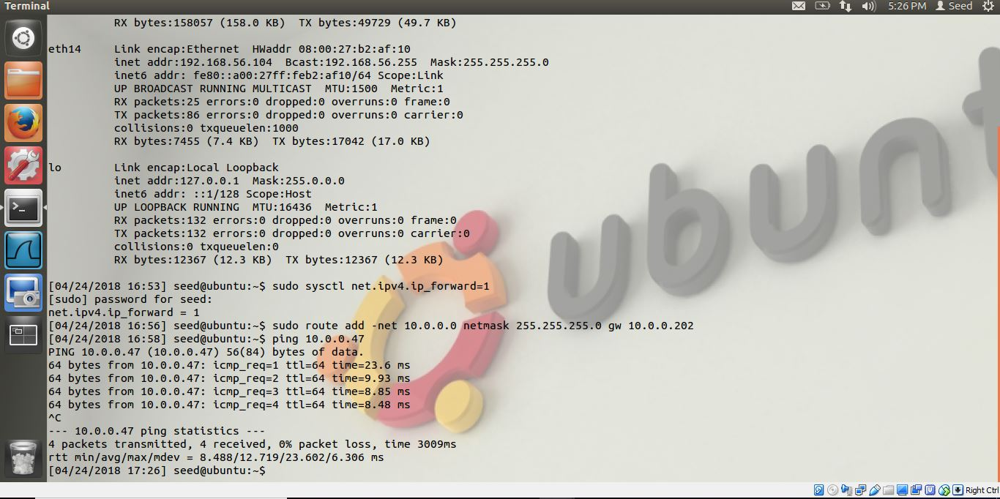 Terminal
5:26 PM Seed
RX bytes:158057 (158.0 KB)  TX bytes:49729 (49.7 KB)
eth14     Link encap:Ethernet  HWaddr 08:00:27:b2:af:10
inet addr:192.168.56.104  Bcast:192.168.56.255  Mask:255.255.255.0
inet6 addr: fe80::a00:27ff:feb2:af10/64 Scope:Link
UP BROADCAST RUNNING MULTICAST  MTU:1500  Metric:1
RX packets:25 errors:0 dropped:0 overruns:0 frame:0
TX packets:86 errors:0 dropped:0 overruns:0 carrier:0
collisions:0 txqueuelen:1000
RX bytes:7455 (7.4 KB)  TX bytes:17042 (17.0 KB)
lo        Link encap:Local Loopback
inet addr:127.0.0.1  Mask:255.0.0.0
inet6 addr: ::1/128 Scope:Host
UP LOOPBACK RUNNING  MTU:16436  Metric:1
RX packets:132 errors:0 dropped:0 overruns:0 frame:0
TX packets:132 errors:0 dropped:0 overruns:0 carrier:0
collisions:0 txqueuelen:0
RX bytes:12367 (12.3 KB)  TX bytes:12367 (12.3 KB)
[04/24/2018 16:53] seed@ubuntu:~$ sudo sysctl net.ipv4.ip_forward=1
[sudo] password for seed:
net.ipv4.ip_forward = 1
[04/24/2018 16:56] seed@ubuntu:~$ sudo route add -net 10.0.0.0 netmask 255.255.255.0 gw 10.0.0.202
[04/24/2018 16:58] seed@ubuntu:~$ ping 10.0.0.47
PING 10.0.0.47 (10.0.0.47) 56(84) bytes of data.
64 bytes from 10.0.0.47: icmp_req=1 ttl=64 time=23.6 ms
64 bytes from 10.0.0.47: icmp_req=2 ttl=64 time=9.93 ms
64 bytes from 10.0.0.47: icmp_req=3 ttl=64 time=8.85 ms
64 bytes from 10.0.0.47: icmp_req=4 ttl=64 time=8.48 ms
^C
--- 10.0.0.47 ping statistics ---
4 packets transmitted, 4 received, 0% packet loss, time 3009ms
rtt min/avg/max/mdev = 8.488/12.719/23.602/6.306 ms
[04/24/2018 17:26] seed@ubuntu:~$
ubunt
Right Ctrl